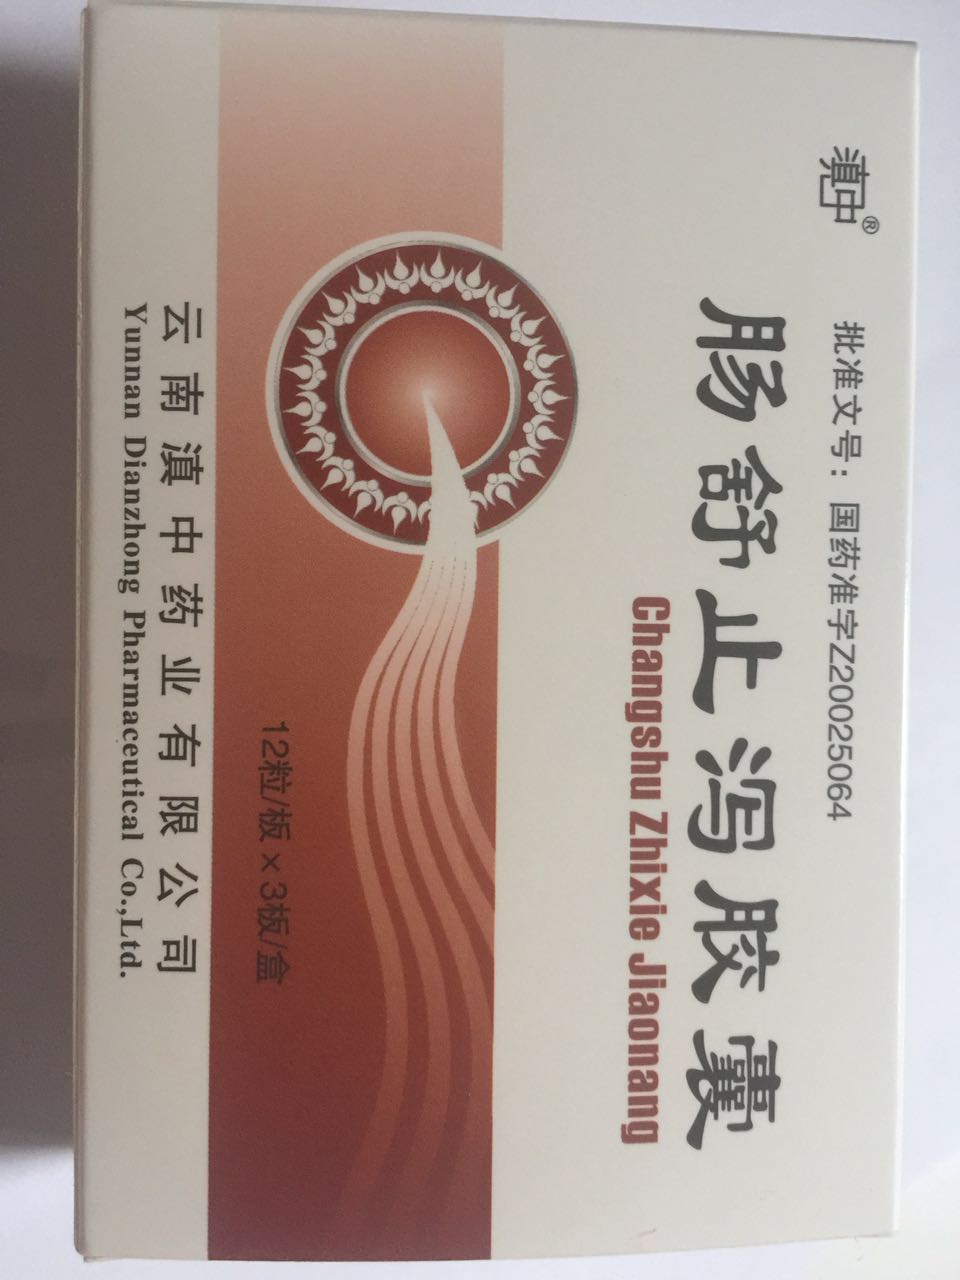 滇中®
批准文号：国药准字Z20025064
肠舒止泻胶囊
Changshu Zhixie Jiaonang
12粒/板×3板/盒
云南滇中药业有限公司
Yunnan Dianzhong Pharmaceutical Co.,Ltd.